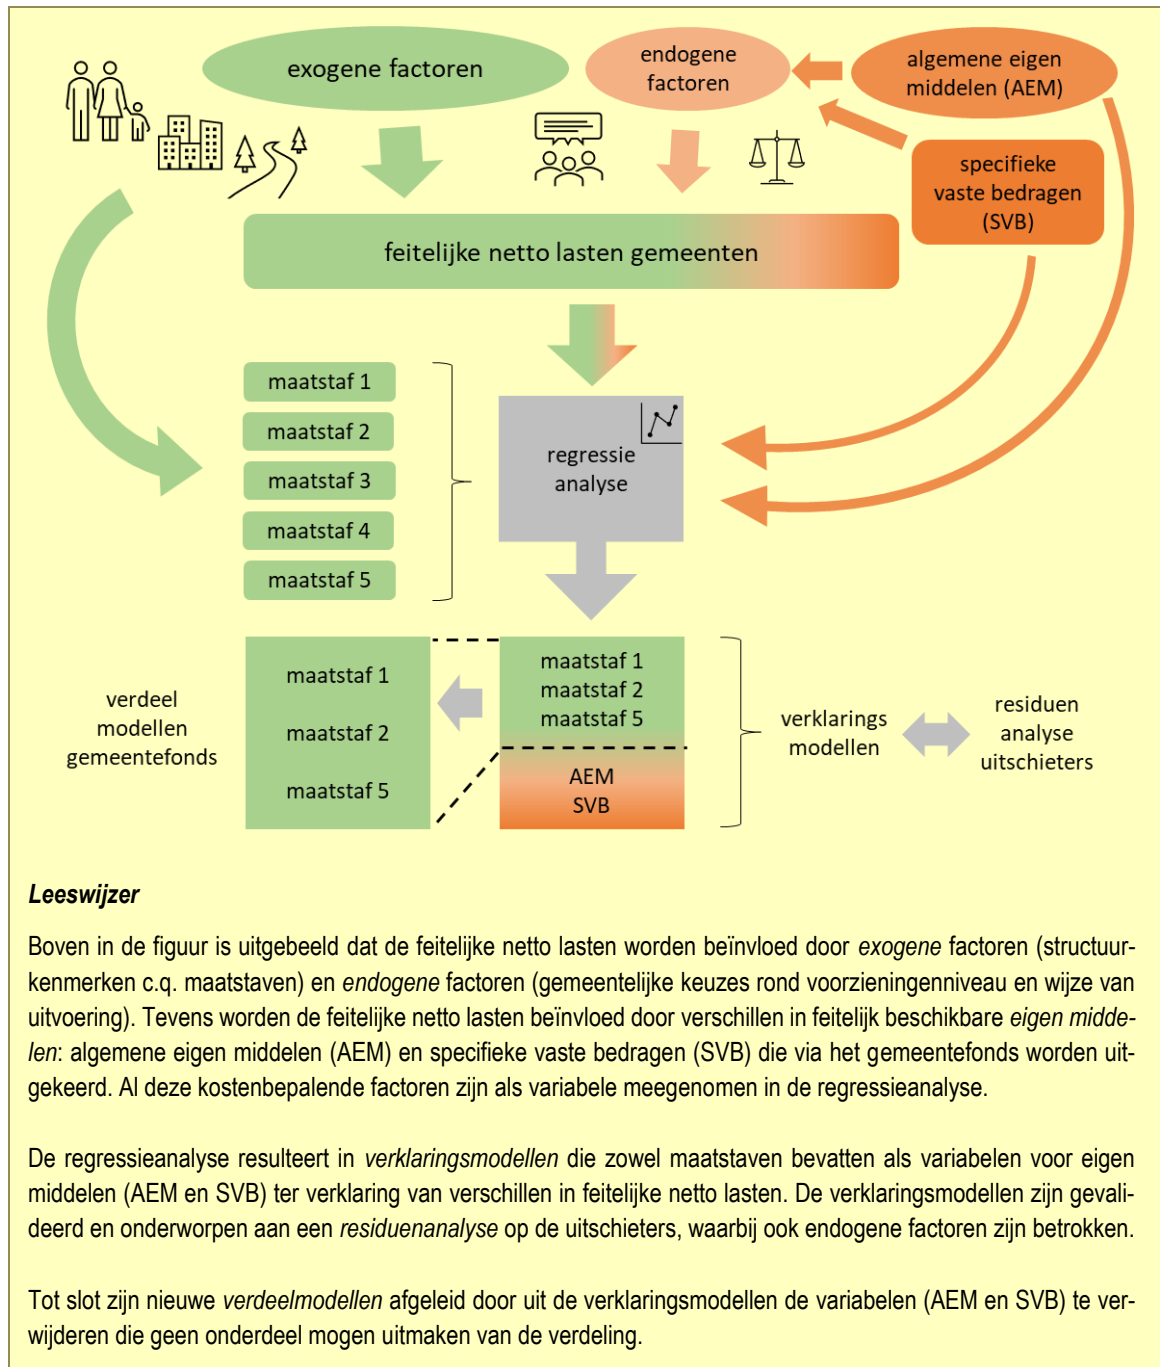 exogene factoren
endogene
factoren
algemene eigen
middelen (AEM)
specifieke
vaste bedragen
(SVB)
feitelijke netto lasten gemeenten
maatstaf 1
maatstaf 2
maatstaf 3
maatstaf 4
maatstaf 5
regressie
analyse
verdeel
modellen
gemeentefonds
maatstaf 1
maatstaf 2
maatstaf 5
maatstaf 1
maatstaf 2
maatstaf 5
AEM
SVB
verklarings
modellen
residuen
analyse
uitschieters
Leeswijzer
Boven in de figuur is uitgebeeld dat de feitelijke netto lasten worden beïnvloed door exogene factoren (structuur-
kenmerken c.q. maatstaven) en endogene factoren (gemeentelijke keuzes rond voorzieningenniveau en wijze van
uitvoering). Tevens worden de feitelijke netto lasten beïnvloed door verschillen in feitelijk beschikbare eigen midde-
len: algemene eigen middelen (AEM) en specifieke vaste bedragen (SVB) die via het gemeentefonds worden uit-
gekeerd. Al deze kostenbepalende factoren zijn als variabele meegenomen in de regressieanalyse.
De regressieanalyse resulteert in verklaringsmodellen die zowel maatstaven bevatten als variabelen voor eigen
middelen (AEM en SVB) ter verklaring van verschillen in feitelijke netto lasten. De verklaringsmodellen zijn gevali-
deerd en onderworpen aan een residuenanalyse op de uitschieters, waarbij ook endogene factoren zijn betrokken.
Tot slot zijn nieuwe verdeelmodellen afgeleid door uit de verklaringsmodellen de variabelen (AEM en SVB) te ver-
wijderen die geen onderdeel mogen uitmaken van de verdeling.